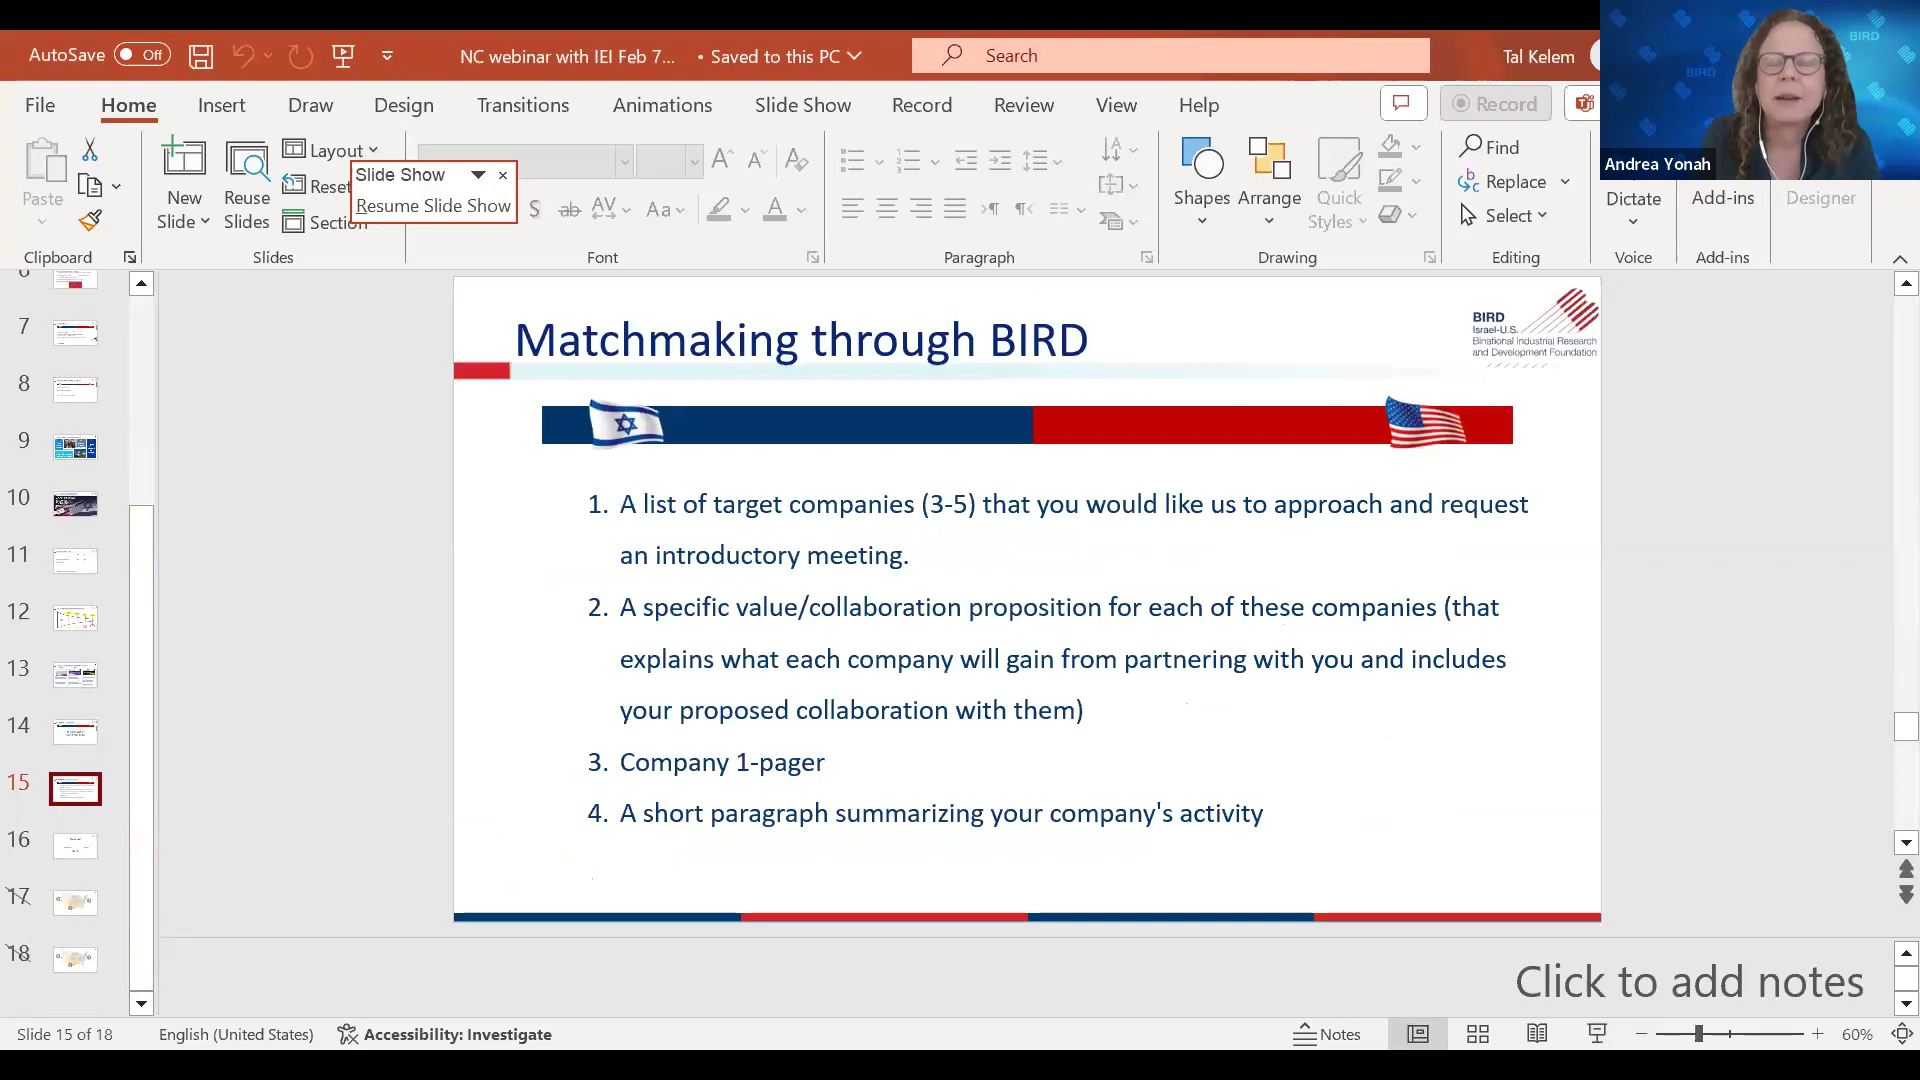 AutoSave Off NC webinar with IEI Feb 7... • Saved to this PC Search Tal Kelem
BIRD
BIRD
Andrea Yonah
File Home Insert Draw Design Transitions Animations Slide Show Record Review View Help Record
Paste New Slide Reuse Slides Layout Reset Section
Slide Show
Resume Slide Show
Shapes Arrange Quick Styles Find Replace Select Dictate Add-ins Designer
Clipboard Slides Font Paragraph Drawing Editing Voice Add-ins
6
7
8
9
10
11
12
13
14
15
16
17
18
Matchmaking through BIRD
BIRD
Israel-U.S.
Binational Industrial Research
and Development Foundation
1. A list of target companies (3-5) that you would like us to approach and request
an introductory meeting.
2. A specific value/collaboration proposition for each of these companies (that
explains what each company will gain from partnering with you and includes
your proposed collaboration with them)
3. Company 1-pager
4. A short paragraph summarizing your company's activity
Click to add notes
Slide 15 of 18 English (United States) Accessibility: Investigate Notes 60%